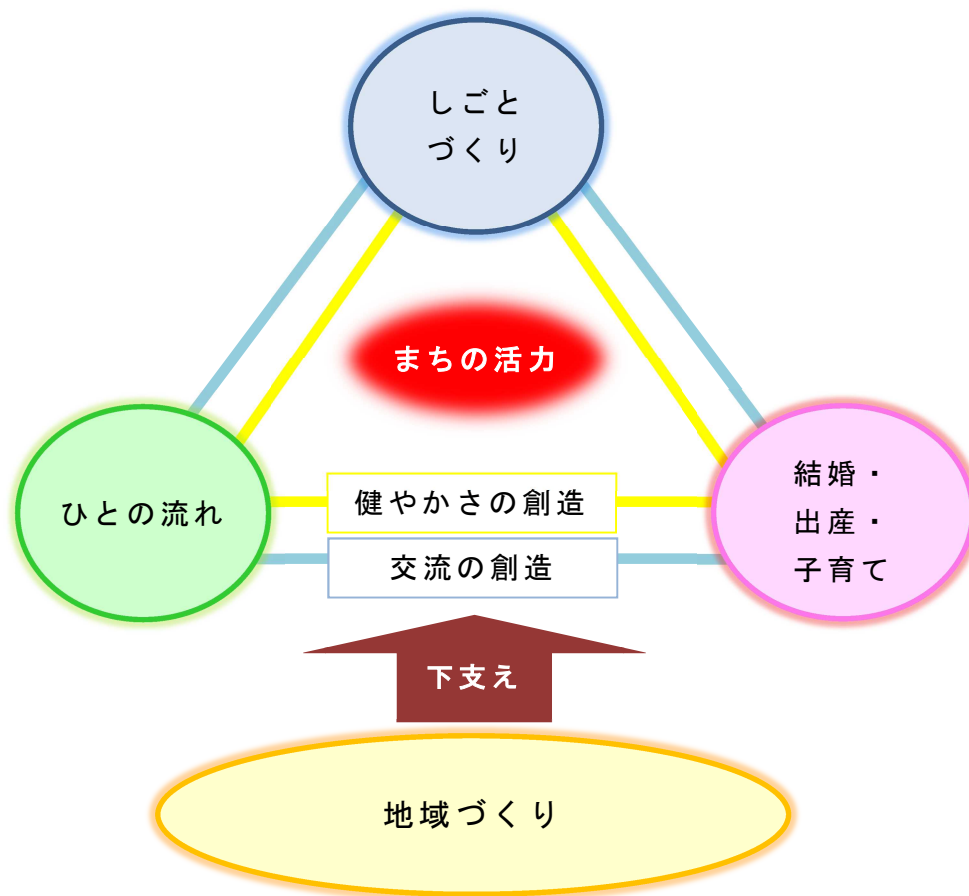 しごと
づくり
まちの活力
ひとの流れ
健やかさの創造
交流の創造
結婚・
出産・
子育て
下支え
地域づくり